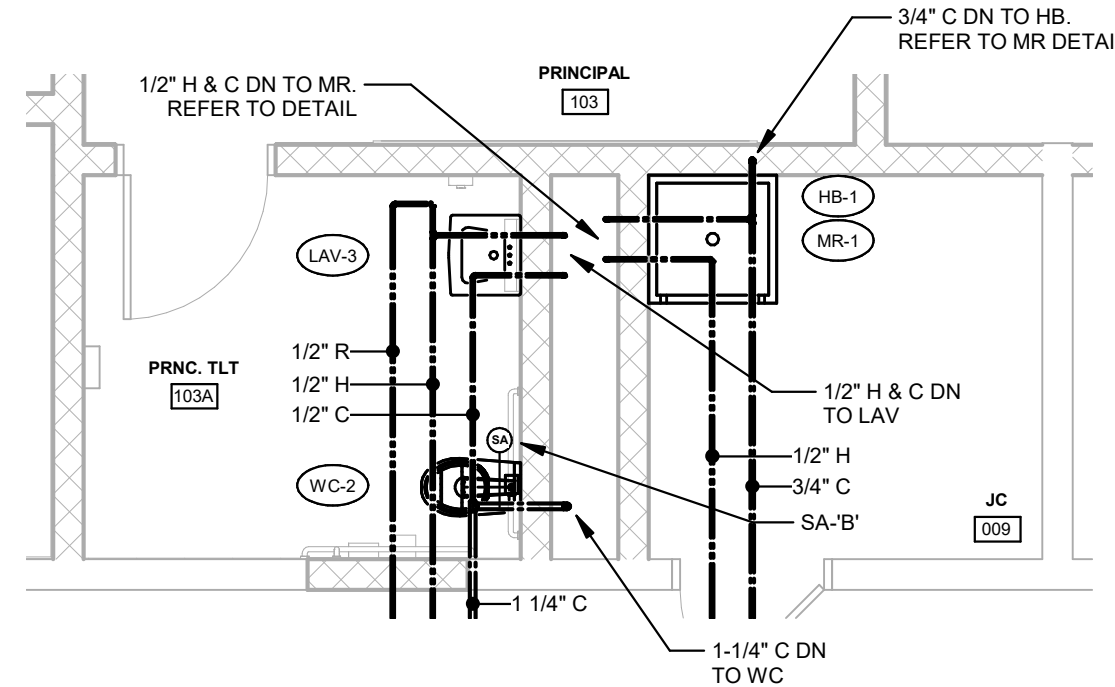 3/4" C DN TO HB.
REFER TO MR DETAI
1/2" H & C DN TO MR.
REFER TO DETAIL
PRINCIPAL
103
HB-1
MR-1
LAV-3
1/2" R
1/2" H
1/2" C
PRNC. TLT
103A
1/2" H & C DN
TO LAV
SA
WC-2
1/2" H
3/4" C
SA-'B'
JC
009
1 1/4" C
1-1/4" C DN
TO WC